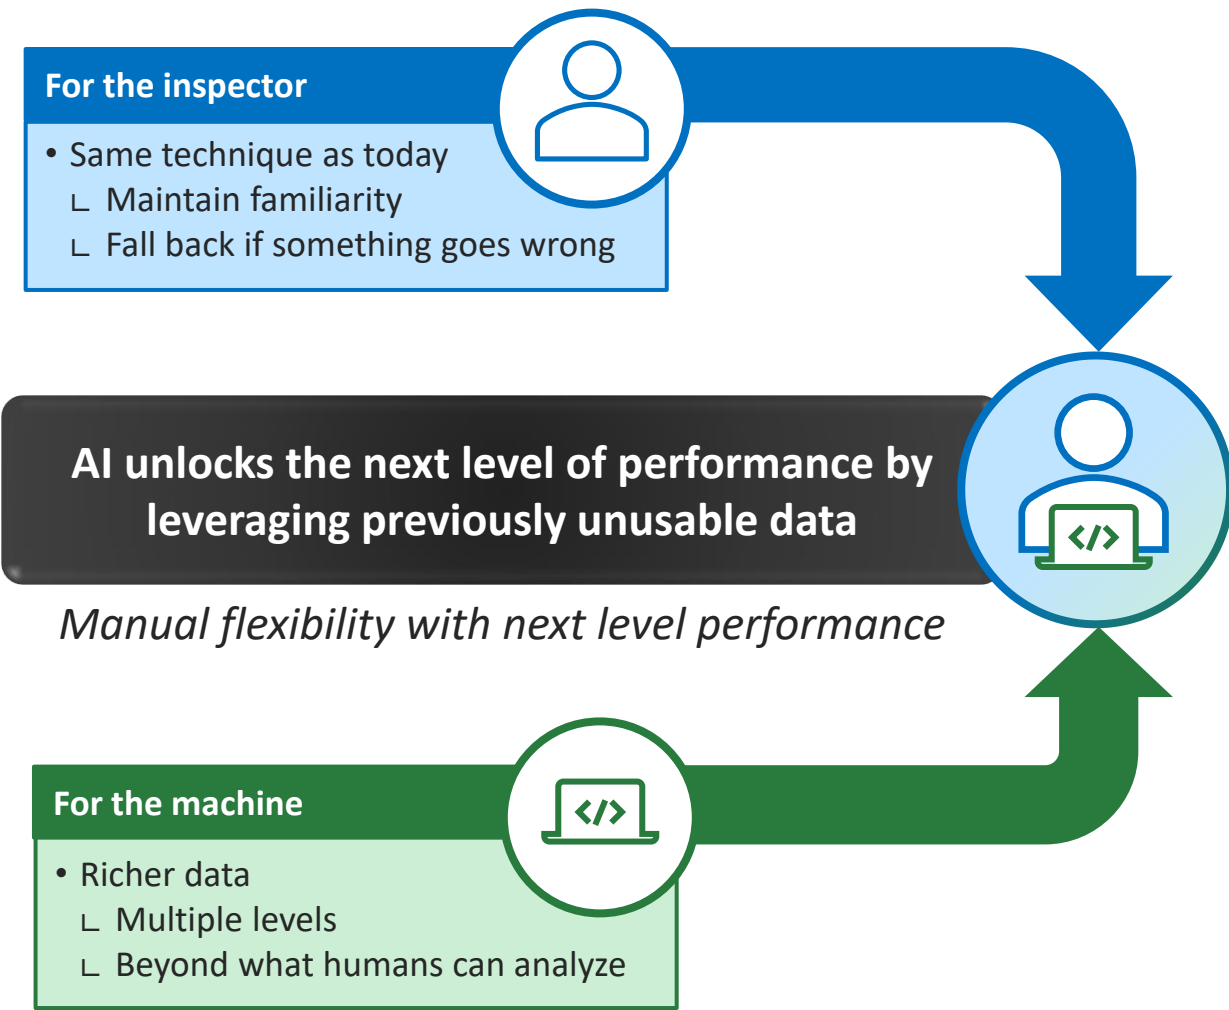 For the inspector
• Same technique as today
∟ Maintain familiarity
∟ Fall back if something goes wrong
AI unlocks the next level of performance by
leveraging previously unusable data
</>
Manual flexibility with next level performance
For the machine
</>
• Richer data
∟ Multiple levels
∟ Beyond what humans can analyze